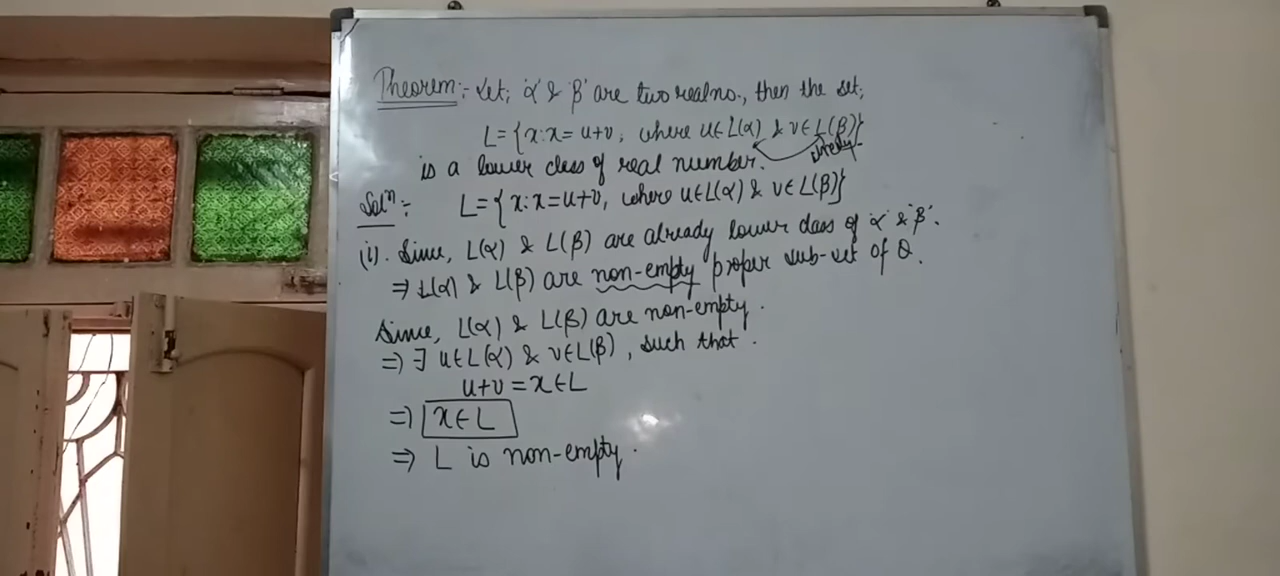 Theorem:- Let; 'α' & 'β' are two real no., then the set;
L = {x : x = u+v, where u ∈ L(α) & v ∈ L(β)}
is a lower class of real number.
Solⁿ:- L = {x : x = u+v, where u ∈ L(α) & v ∈ L(β)}
(i). Since, L(α) & L(β) are already lower class of 'α' & 'β'.
⇒ L(α) & L(β) are non-empty proper sub-set of Q.
Since, L(α) & L(β) are non-empty.
⇒ ∃ u ∈ L(α) & v ∈ L(β), such that.
u+v = x ∈ L
⇒ x ∈ L
⇒ L is non-empty.